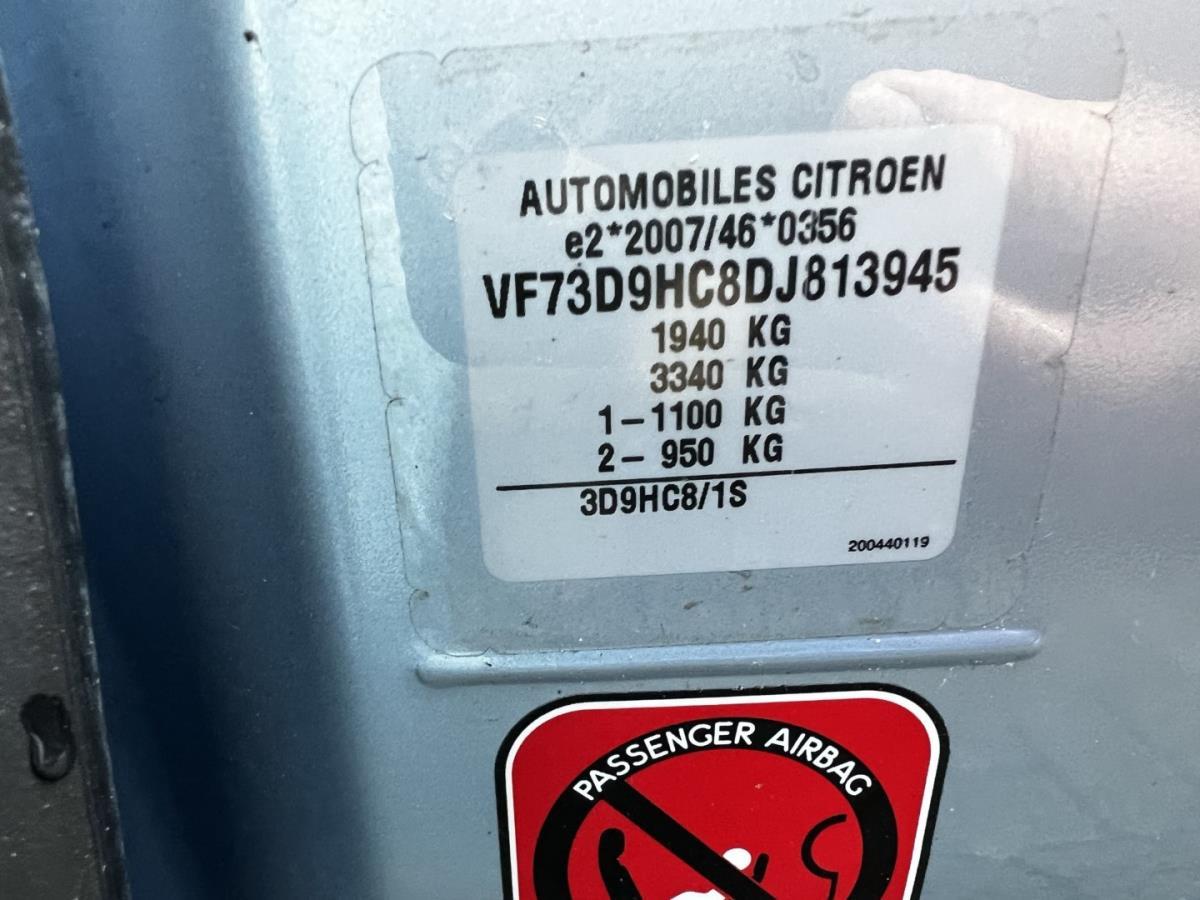 AUTOMOBILES CITROEN
e2*2007/46*0356
VF73D9HC8DJ813945
1940 KG
3340 KG
1-1100 KG
2- 950 KG
3D9HC8/1S
200440119
PASSENGER AIRBAG